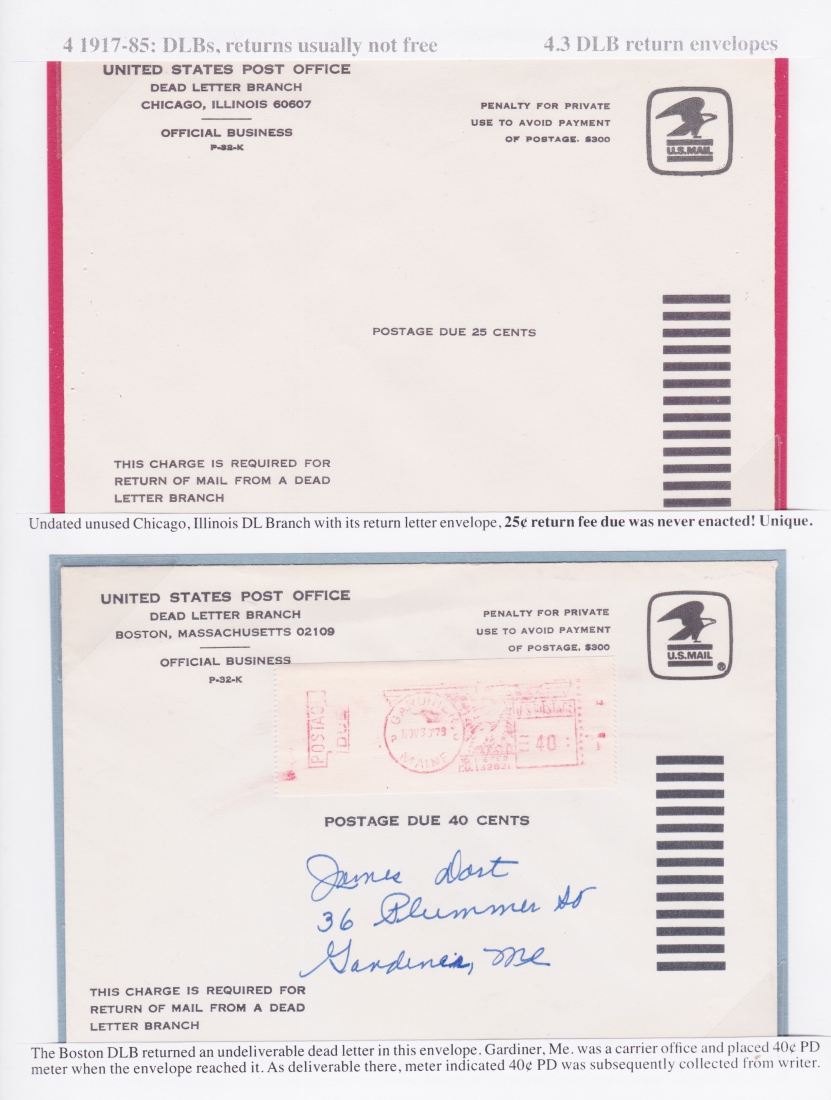 4 1917-85: DLBs, returns usually not free 4.3 DLB return envelopes
UNITED STATES POST OFFICE
DEAD LETTER BRANCH
CHICAGO, ILLINOIS 60607
OFFICIAL BUSINESS
P-32-K
PENALTY FOR PRIVATE
USE TO AVOID PAYMENT
OF POSTAGE. $300
U.S.MAIL
POSTAGE DUE 25 CENTS
THIS CHARGE IS REQUIRED FOR
RETURN OF MAIL FROM A DEAD
LETTER BRANCH
Undated unused Chicago, Illinois DL Branch with its return letter envelope, 25¢ return fee due was never enacted! Unique.
UNITED STATES POST OFFICE
DEAD LETTER BRANCH
BOSTON, MASSACHUSETTS 02109
OFFICIAL BUSINESS
P-32-K
PENALTY FOR PRIVATE
USE TO AVOID PAYMENT
OF POSTAGE. $300
U.S.MAIL ®
POSTAGE
DUE
GARDINER
MAINE
U.S. POSTAGE
40
POSTAGE DUE 40 CENTS
James Dort
36 Plummer St
Gardiner, Me
THIS CHARGE IS REQUIRED FOR
RETURN OF MAIL FROM A DEAD
LETTER BRANCH
The Boston DLB returned an undeliverable dead letter in this envelope. Gardiner, Me. was a carrier office and placed 40¢ PD
meter when the envelope reached it. As deliverable there, meter indicated 40¢ PD was subsequently collected from writer.